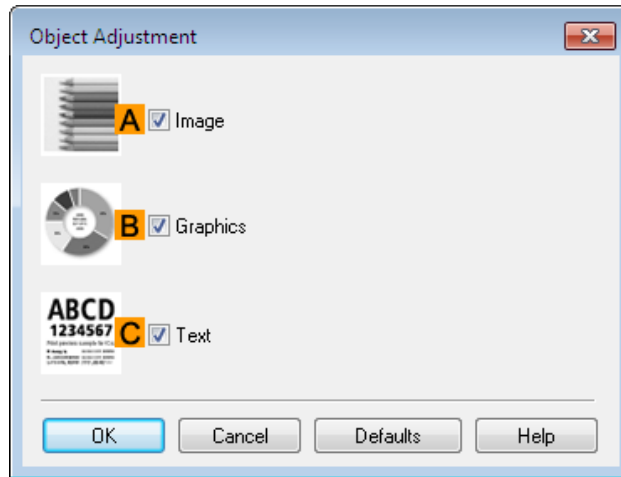 Object Adjustment
A Image
B Graphics
ABCD
1234567
C Text
OK Cancel Defaults Help